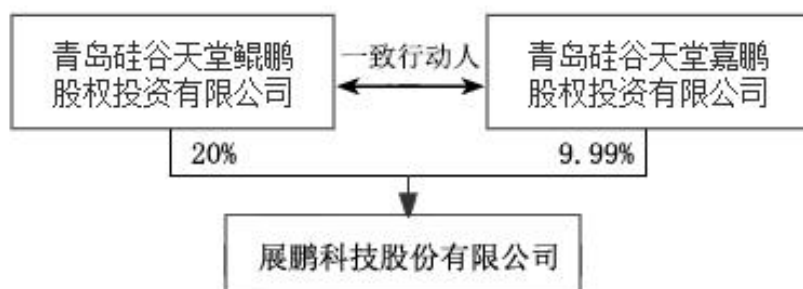 青岛硅谷天堂鲲鹏
股权投资有限公司
一致行动人
青岛硅谷天堂嘉鹏
股权投资有限公司
20%
9.99%
展鹏科技股份有限公司